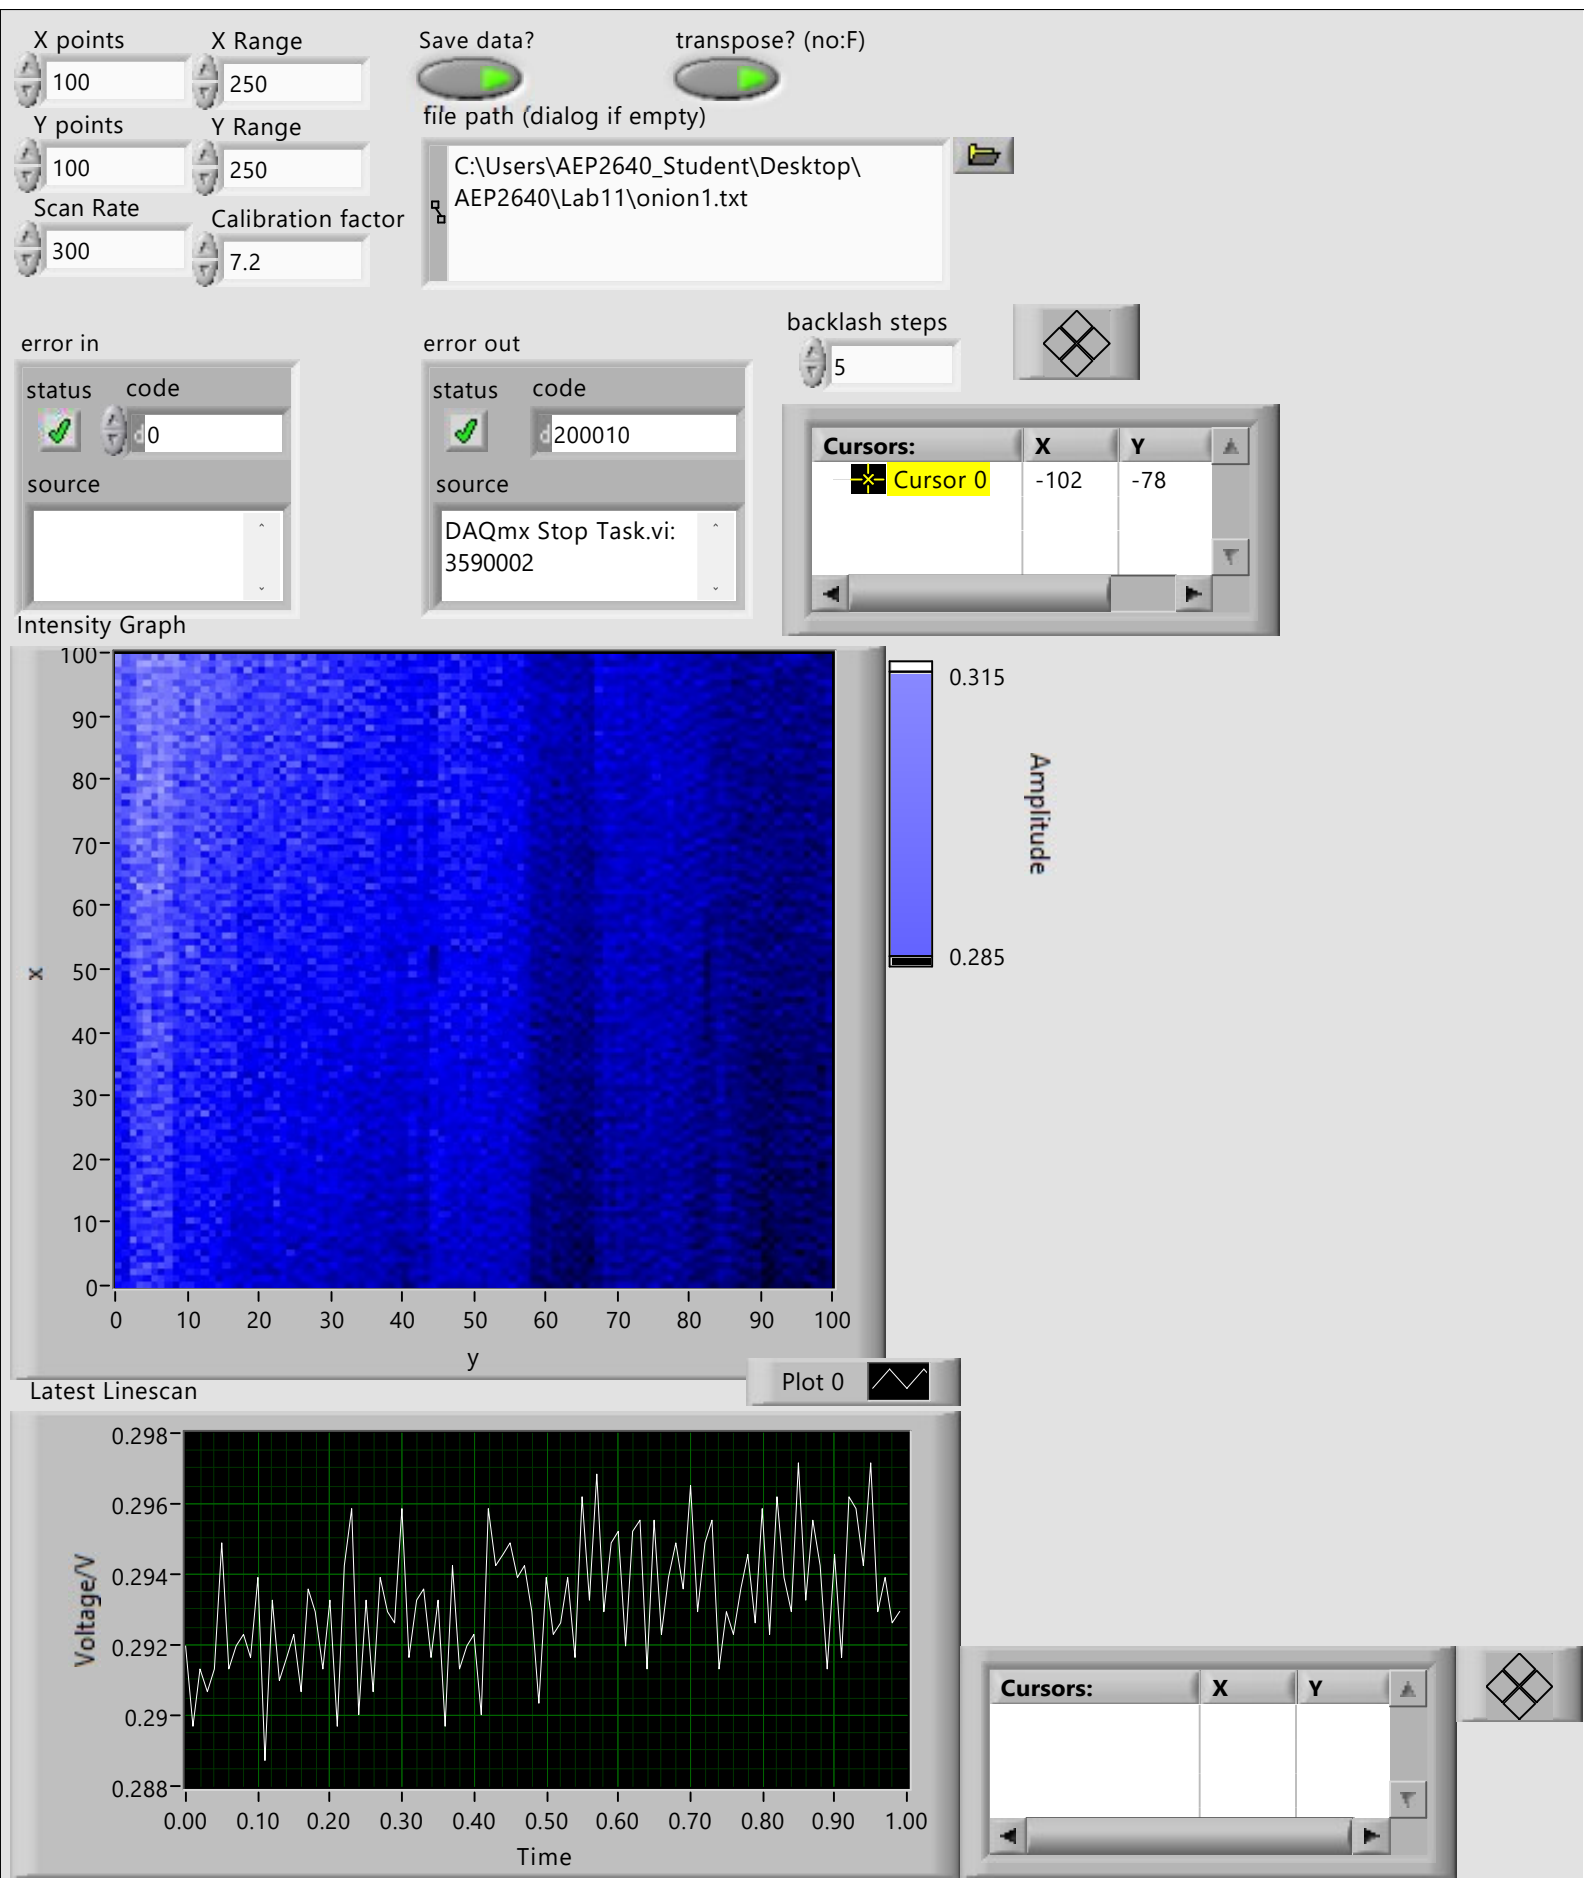 X points
X Range
Save data?
transpose? (no:F)
100
250
file path (dialog if empty)
Y points
Y Range
100
250
C:\Users\AEP2640_Student\Desktop\
AEP2640\Lab11\onion1.txt
Scan Rate
Calibration factor
300
7.2
backlash steps
5
error in
error out
status
code
status
code
d
0
d
200010
source
source
DAQmx Stop Task.vi:
3590002
Cursors:
X
Y
Cursor 0
-102
-78
Intensity Graph
100
90
80
70
60
50
40
30
20
10
0
x
0
10
20
30
40
50
60
70
80
90
100
y
0.315
0.285
Amplitude
Plot 0
Latest Linescan
0.298
0.296
0.294
0.292
0.29
0.288
Voltage/V
0.00
0.10
0.20
0.30
0.40
0.50
0.60
0.70
0.80
0.90
1.00
Time
Cursors:
X
Y